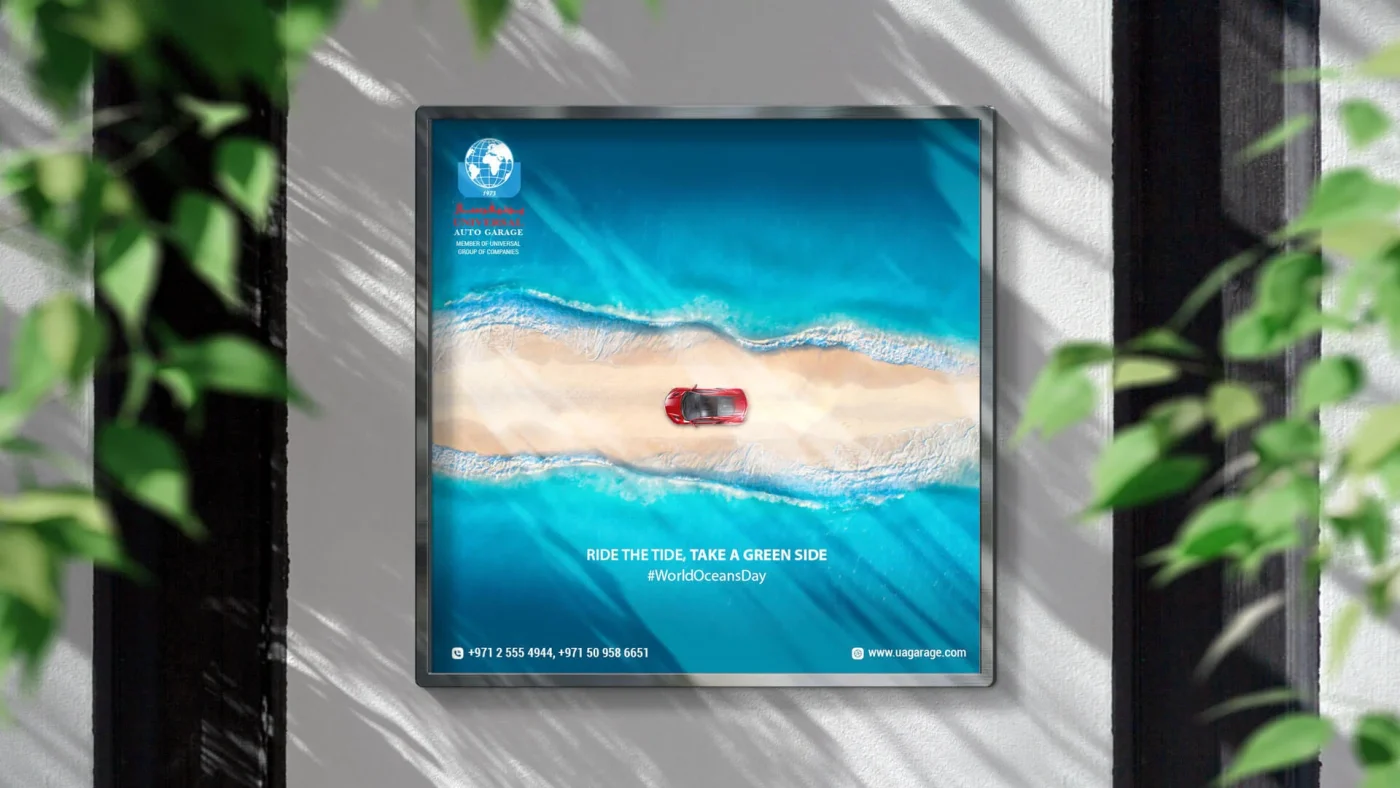 1973
UNIVERSAL
AUTO GARAGE
MEMBER OF UNIVERSAL
GROUP OF COMPANIES
RIDE THE TIDE, TAKE A GREEN SIDE
#WorldOceansDay
+971 2 555 4944, +971 50 958 6651
www.uagarage.com